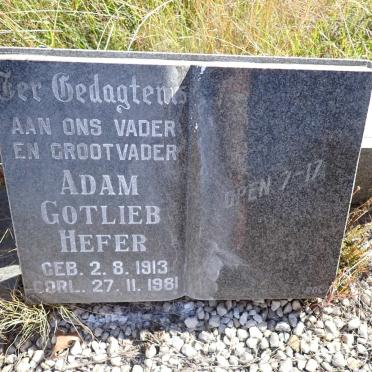 Ter Gedagtenis
AAN ONS VADER
EN GROOTVADER
ADAM
GOTLIEB
HEFER
GEB. 2. 8. 1913
OORL. 27. 11. 1981
OPEN 7-17